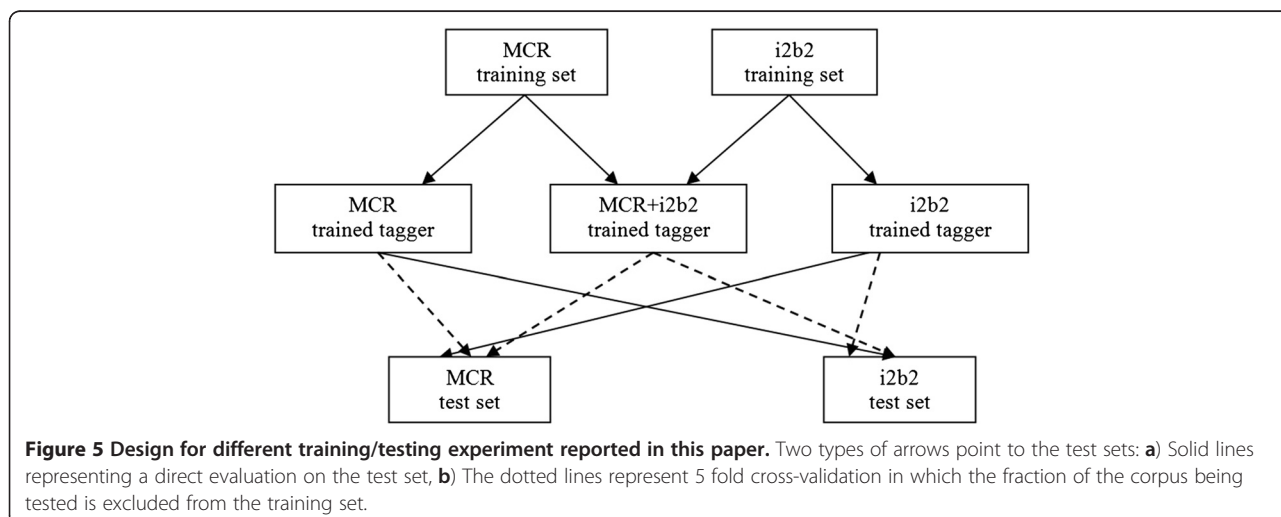 MCR
training set
i2b2
training set
MCR
trained tagger
MCR+i2b2
trained tagger
i2b2
trained tagger
MCR
test set
i2b2
test set
Figure 5 Design for different training/testing experiment reported in this paper. Two types of arrows point to the test sets: a) Solid lines
representing a direct evaluation on the test set, b) The dotted lines represent 5 fold cross-validation in which the fraction of the corpus being
tested is excluded from the training set.